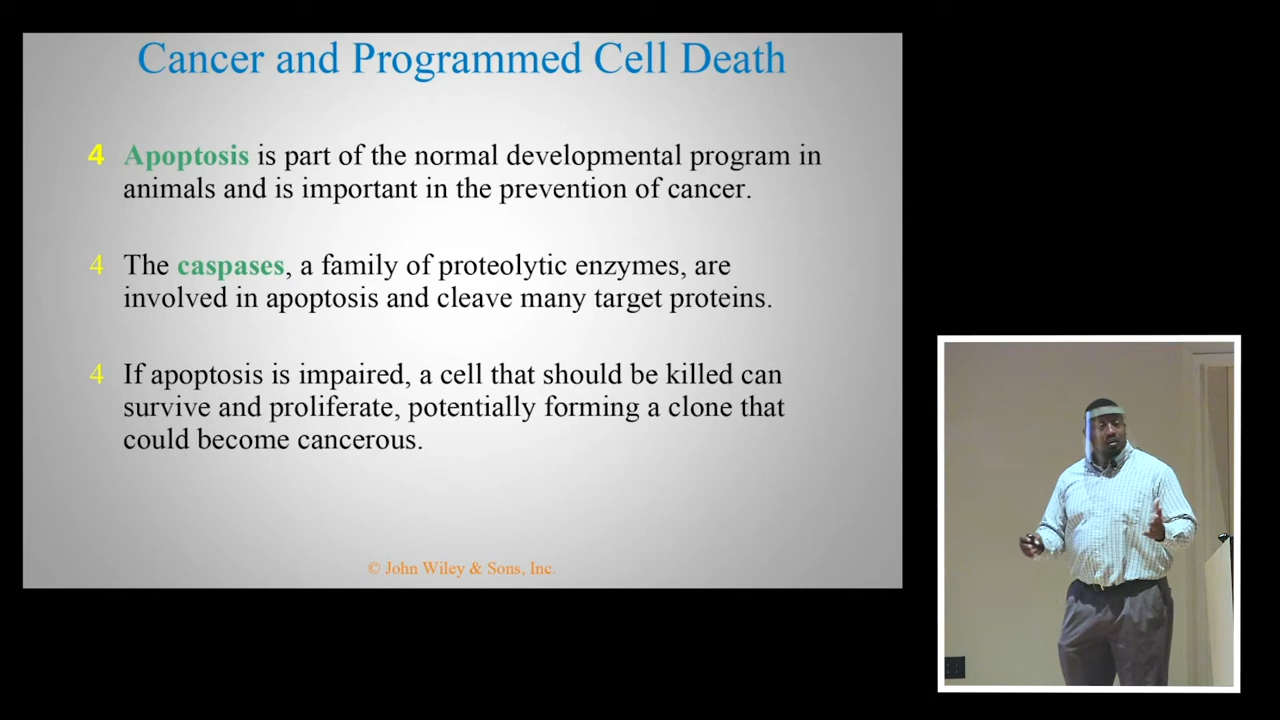 Cancer and Programmed Cell Death
4 Apoptosis is part of the normal developmental program in
animals and is important in the prevention of cancer.
4 The caspases, a family of proteolytic enzymes, are
involved in apoptosis and cleave many target proteins.
4 If apoptosis is impaired, a cell that should be killed can
survive and proliferate, potentially forming a clone that
could become cancerous.
© John Wiley & Sons, Inc.